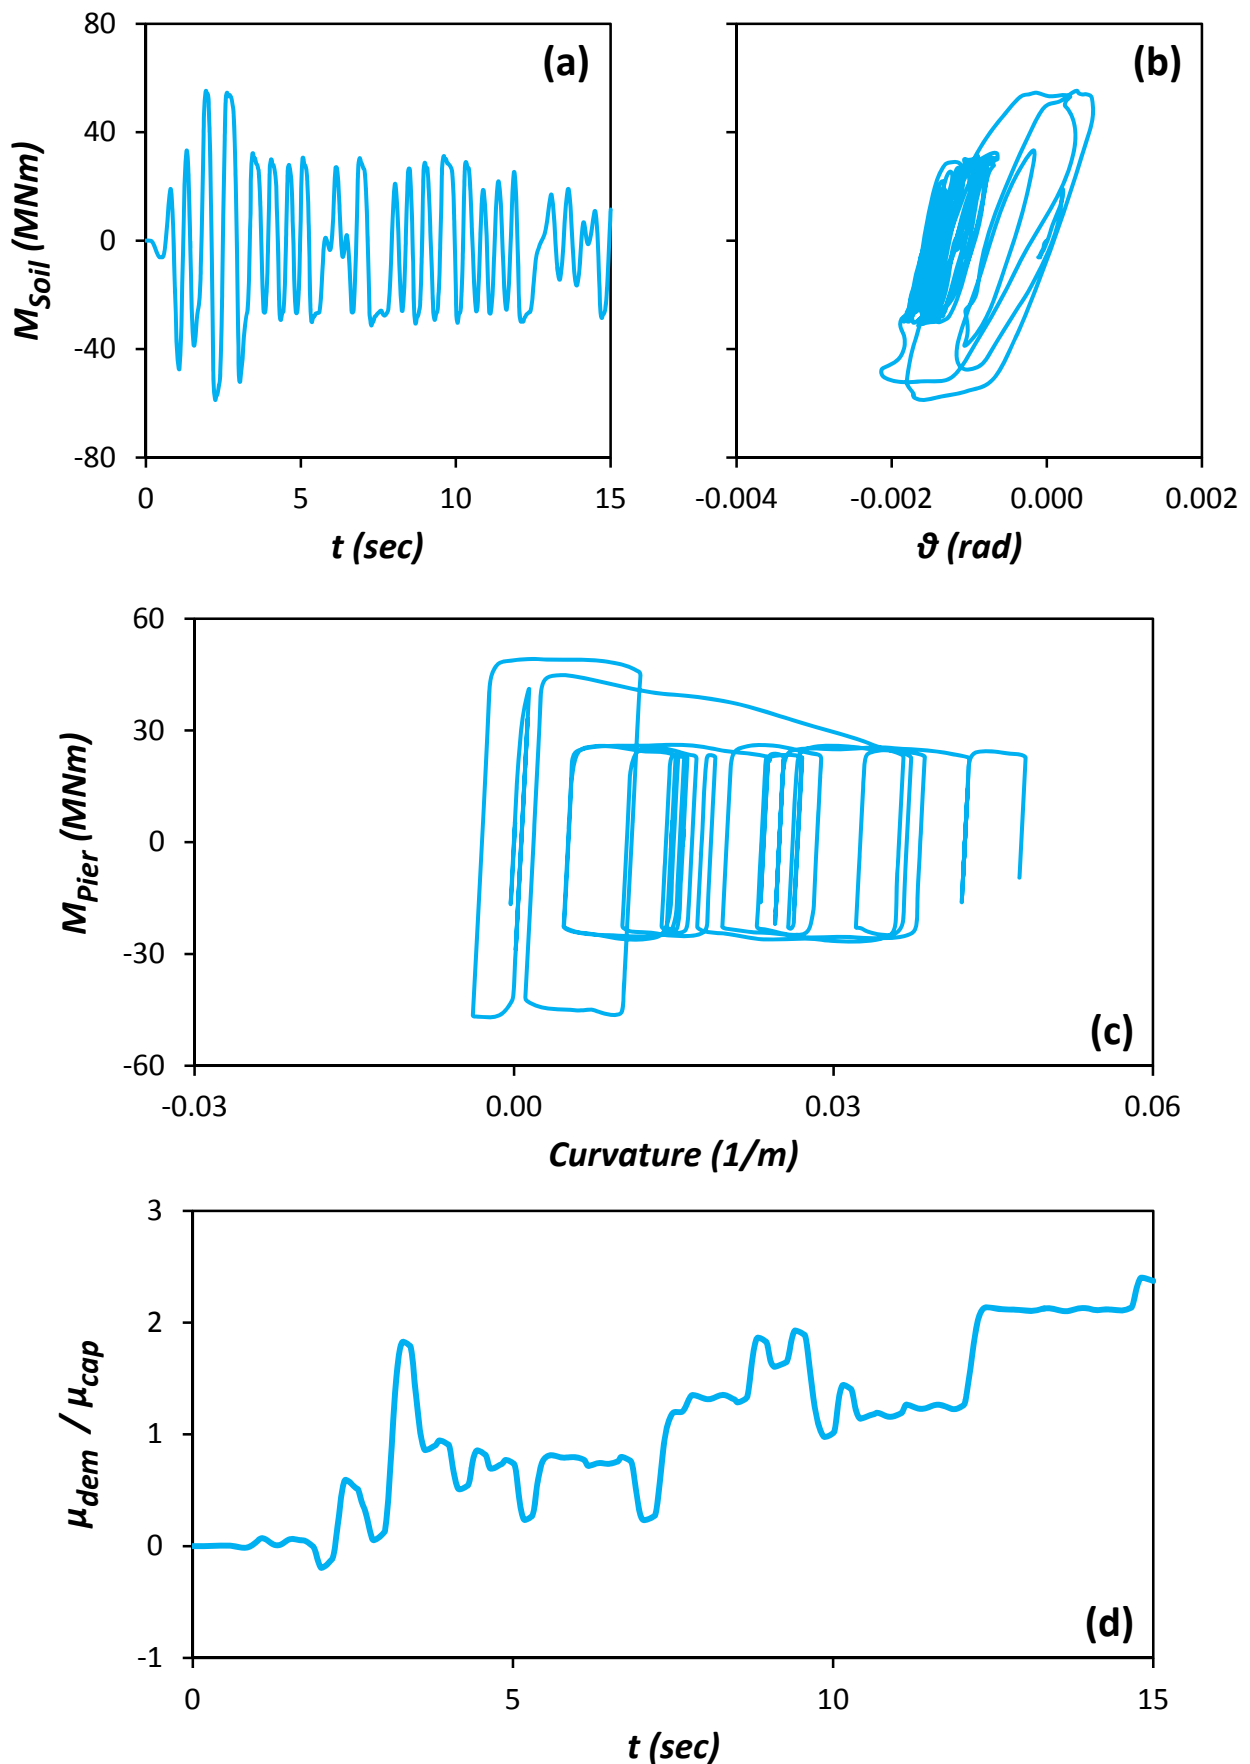 80
40
0
-40
-80
M_Soil (MNm)
(a)
0 5 10 15
t (sec)
(b)
-0.004 -0.002 0.000 0.002
ϑ (rad)
60
30
0
-30
-60
M_Pier (MNm)
(c)
-0.03 0.00 0.03 0.06
Curvature (1/m)
3
2
1
0
-1
μ_dem / μ_cap
(d)
0 5 10 15
t (sec)